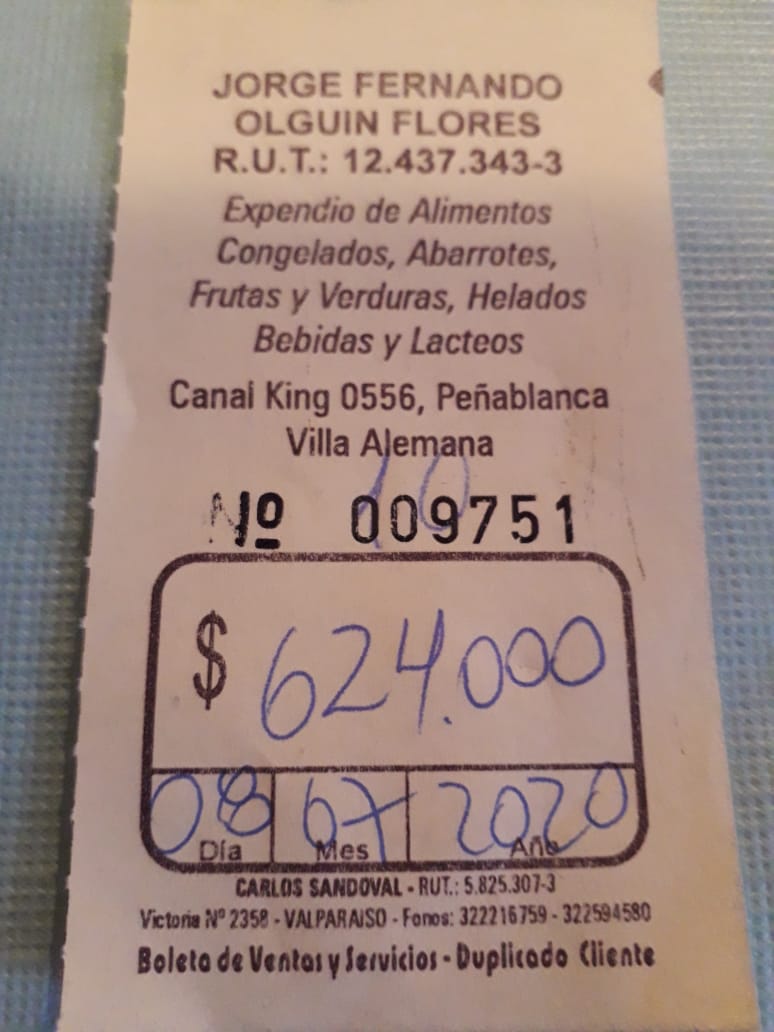 JORGE FERNANDO
OLGUIN FLORES
R.U.T.: 12.437.343-3
Expendio de Alimentos
Congelados, Abarrotes,
Frutas y Verduras, Helados
Bebidas y Lacteos
Canal King 0556, Peñablanca
Villa Alemana
10
Nº 009751
$ 624.000
08 07 2020
Día Mes Año
CARLOS SANDOVAL - RUT.: 5.825.307-3
Victoria Nº 2358 - VALPARAISO - Fonos: 322216759 - 322594580
Boleta de Ventas y Servicios - Duplicado Cliente